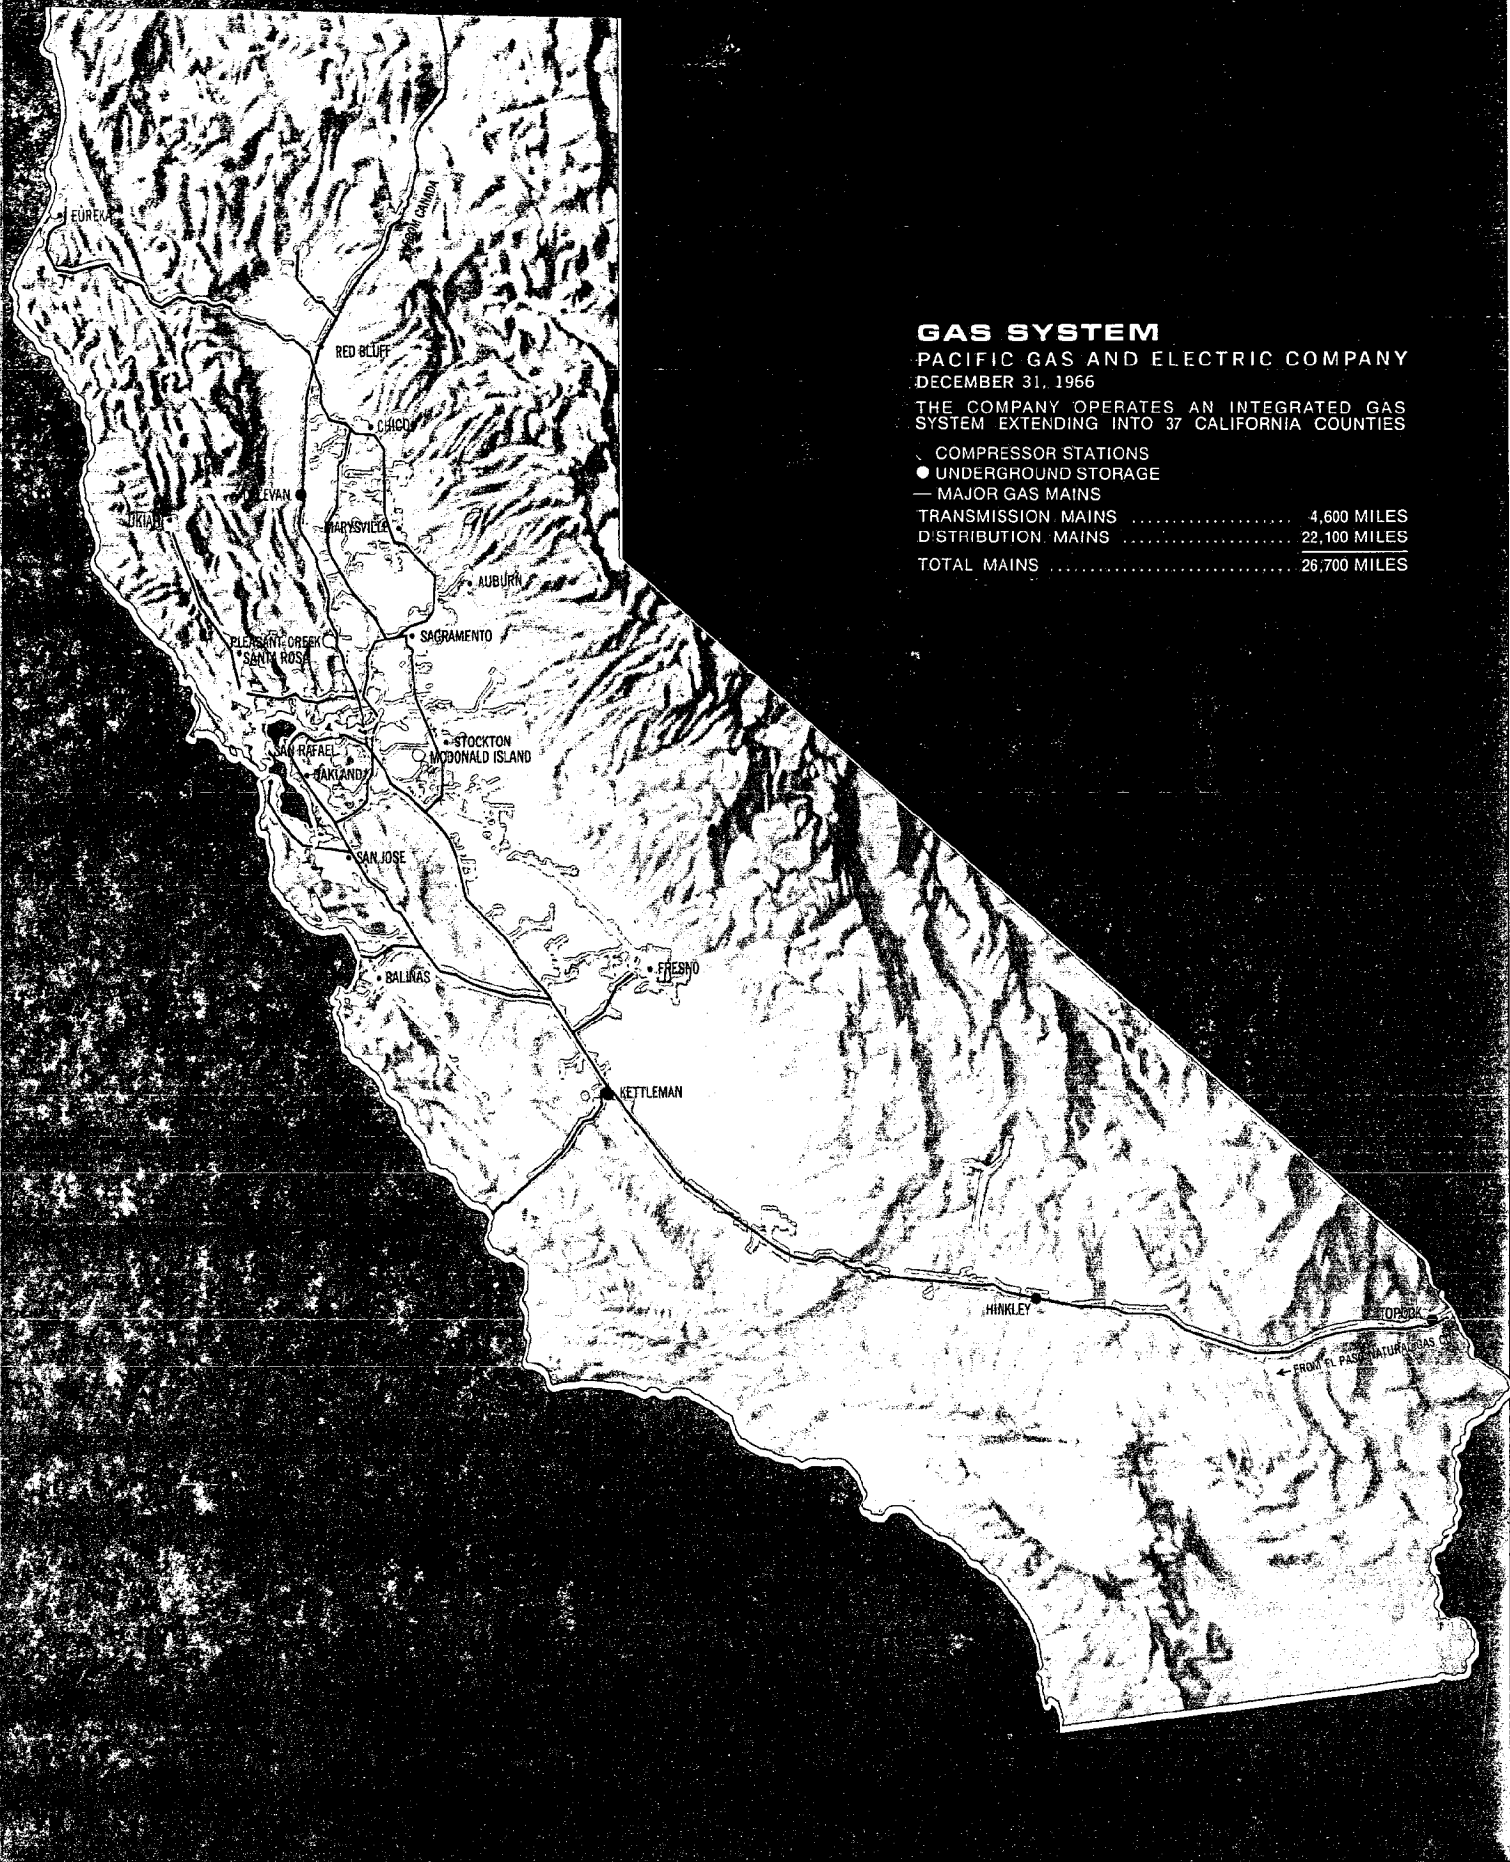 GAS SYSTEM
PACIFIC GAS AND ELECTRIC COMPANY
DECEMBER 31, 1966
THE COMPANY OPERATES AN INTEGRATED GAS
SYSTEM EXTENDING INTO 37 CALIFORNIA COUNTIES
COMPRESSOR STATIONS
UNDERGROUND STORAGE
MAJOR GAS MAINS
TRANSMISSION MAINS .................... 4,600 MILES
DISTRIBUTION MAINS ..................... 22,100 MILES
TOTAL MAINS ............................. 26,700 MILES
FROM CANADA
EUREKA
RED BLUFF
CHICO
UKIAH
MARYSVILLE
AUBURN
SACRAMENTO
PLEASANT CREEK
SANTA ROSA
STOCKTON
SAN RAFAEL
MCDONALD ISLAND
OAKLAND
SAN JOSE
FRESNO
KETTLEMAN
HINKLEY
TOPOCK
FROM EL PASO NATURAL GAS